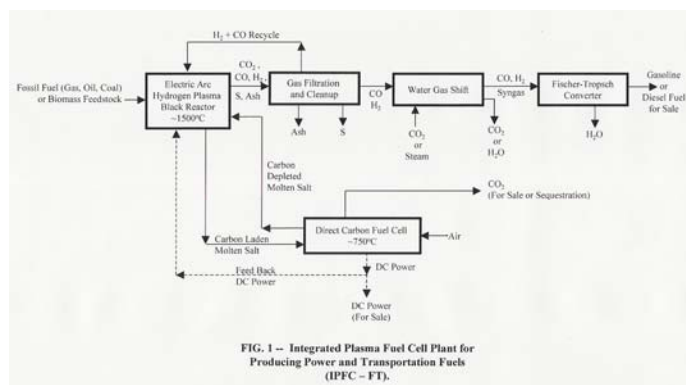 H₂ + CO Recycle
Fossil Fuel (Gas, Oil, Coal)
or Biomass Feedstock
Electric Arc
Hydrogen Plasma
Black Reactor
~1500ºC
CO₂ ,
CO, H₂ ,
S, Ash
Gas Filtration
and Cleanup
Ash
S
CO
H₂
Water Gas Shift
CO₂
or
Steam
CO₂
or
H₂O
CO, H₂
Syngas
Fischer-Tropsch
Converter
H₂O
Gasoline
or
Diesel Fuel
for Sale
Carbon
Depleted
Molten Salt
Carbon Laden
Molten Salt
Direct Carbon Fuel Cell
~750ºC
CO₂
(For Sale or Sequestration)
Air
DC Power
Feed Back
DC Power
DC Power
(For Sale)
FIG. 1 -- Integrated Plasma Fuel Cell Plant for
Producing Power and Transportation Fuels
(IPFC – FT).